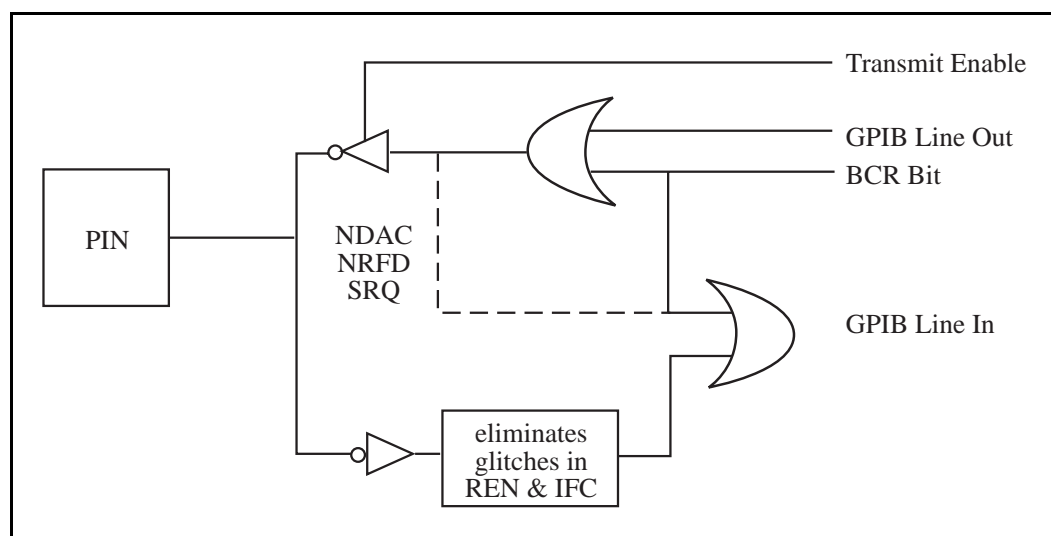 Transmit Enable
GPIB Line Out
BCR Bit
PIN
NDAC
NRFD
SRQ
GPIB Line In
eliminates
glitches in
REN & IFC